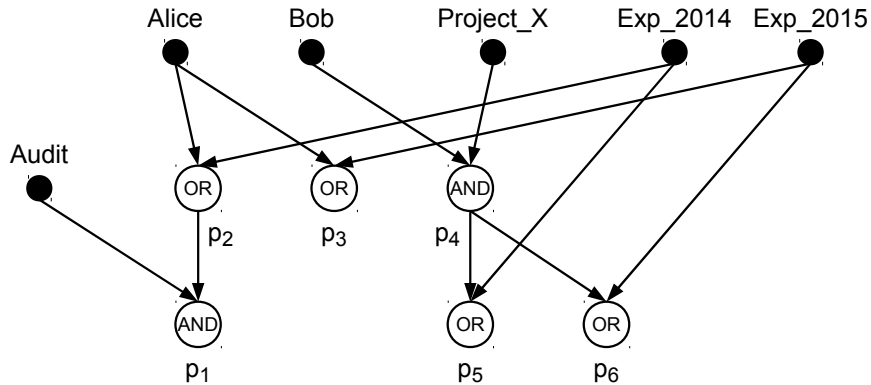 Alice Bob Project_X Exp_2014 Exp_2015
Audit
OR OR AND
p2 p3 p4
AND OR OR
p1 p5 p6